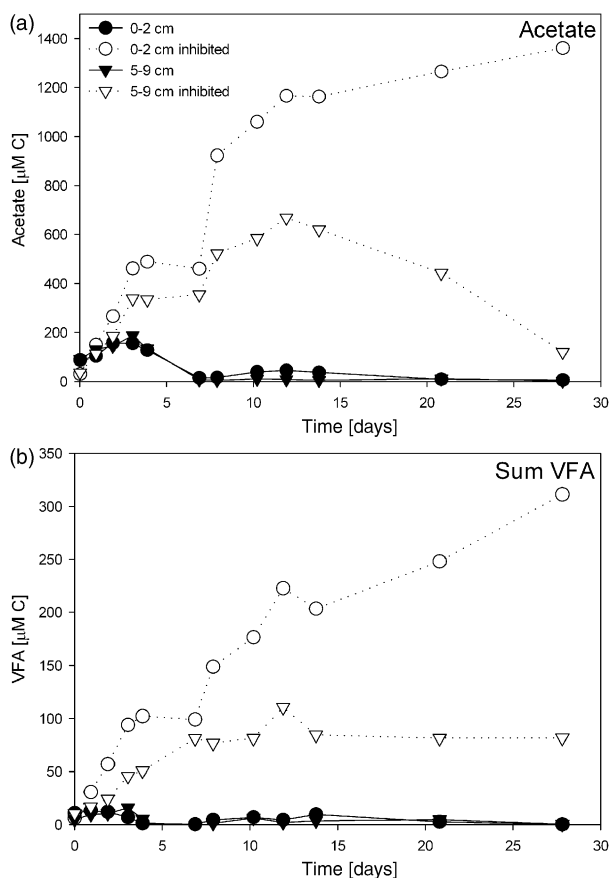 (a)
Acetate
0-2 cm
0-2 cm inhibited
5-9 cm
5-9 cm inhibited
1400
1200
1000
800
600
400
200
0
Acetate [µM C]
0 5 10 15 20 25 30
Time [days]
(b)
Sum VFA
350
300
250
200
150
100
50
0
VFA [µM C]
0 5 10 15 20 25 30
Time [days]